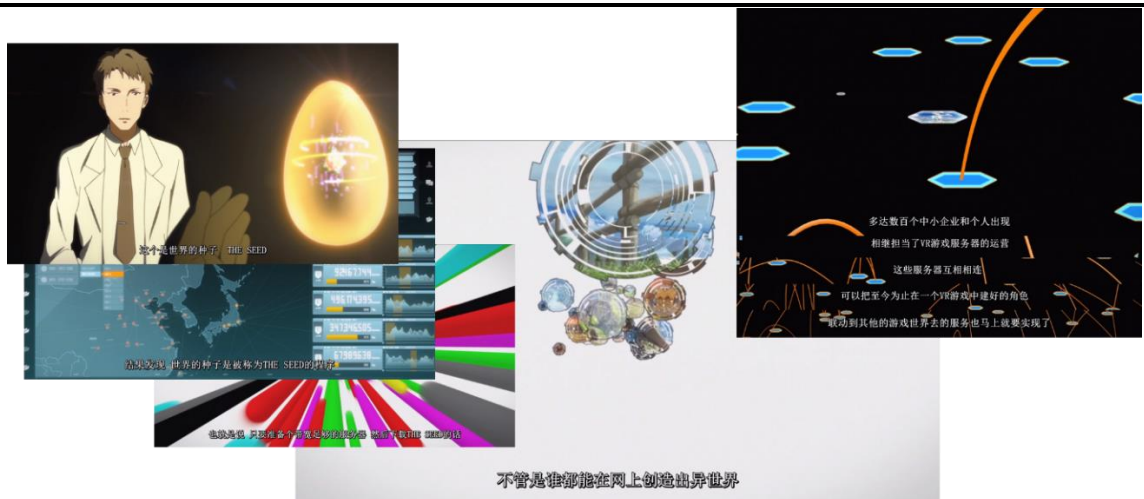 这个是世界的种子 THE SEED
结果发现 世界的种子是被称为THE SEED的程序
也就是说 只要准备个带宽足够的服务器 然后下载THE SEED的话
不管是谁都能在网上创造出异世界
多达数百个中小企业和个人出现
相继担当了VR游戏服务器的运营
这些服务器互相相连
可以把至今为止在一个VR游戏中建好的角色
联动到其他的游戏世界去的服务也马上就要实现了